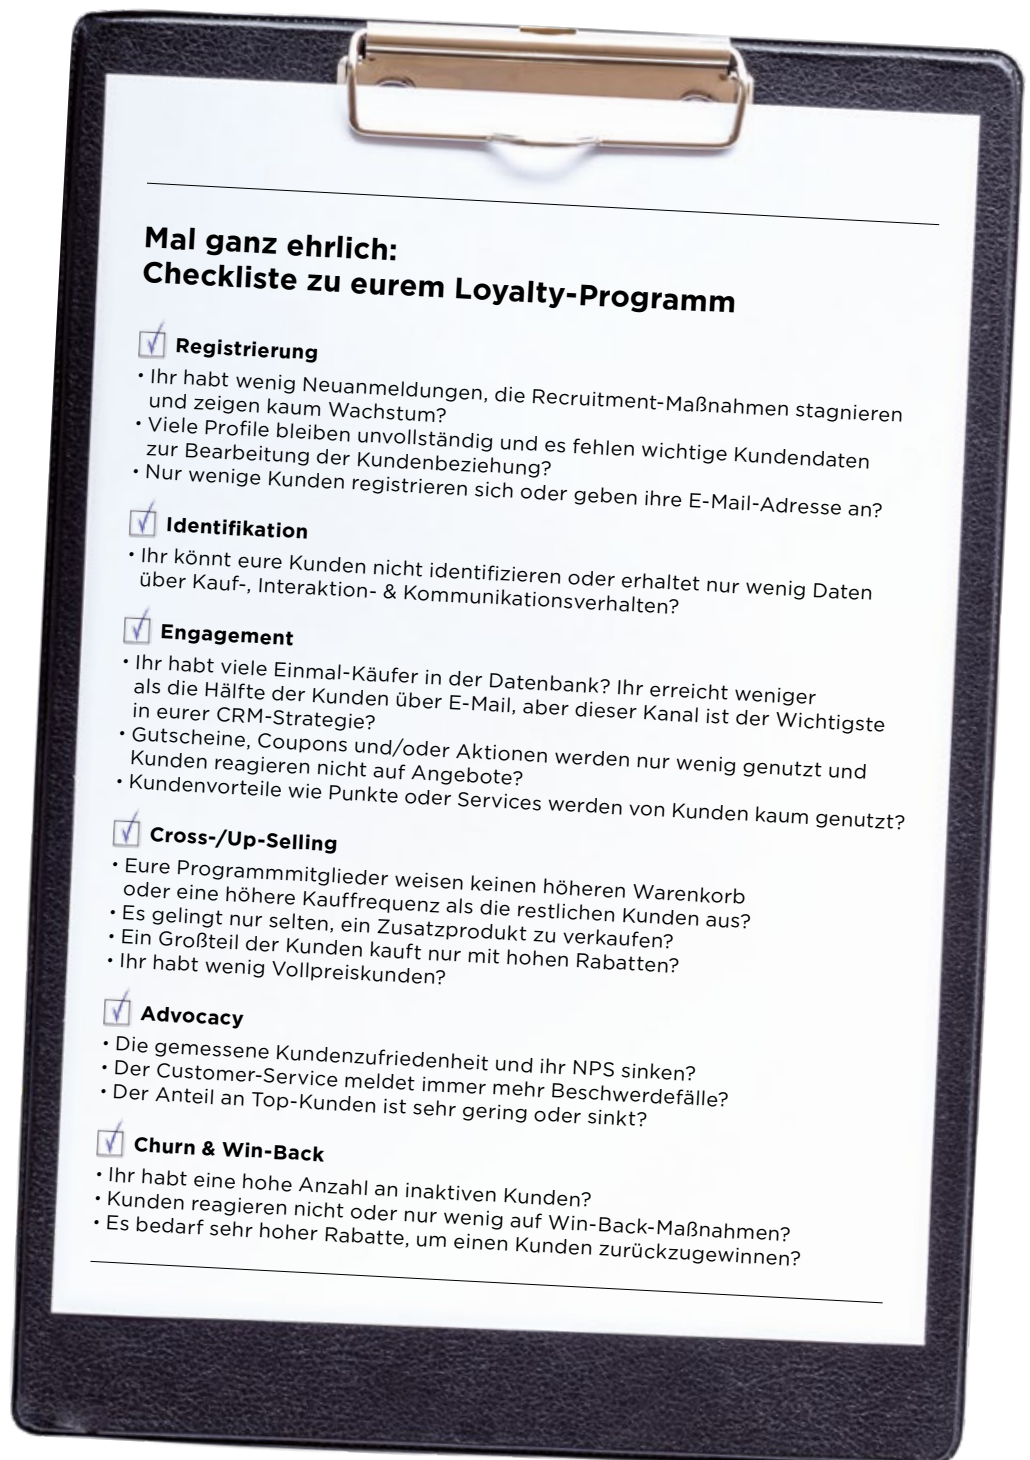 Mal ganz ehrlich:
Checkliste zu eurem Loyalty-Programm
Registrierung
• Ihr habt wenig Neuanmeldungen, die Recruitment-Maßnahmen stagnieren
und zeigen kaum Wachstum?
• Viele Profile bleiben unvollständig und es fehlen wichtige Kundendaten
zur Bearbeitung der Kundenbeziehung?
• Nur wenige Kunden registrieren sich oder geben ihre E-Mail-Adresse an?
Identifikation
• Ihr könnt eure Kunden nicht identifizieren oder erhaltet nur wenig Daten
über Kauf-, Interaktion- & Kommunikationsverhalten?
Engagement
• Ihr habt viele Einmal-Käufer in der Datenbank? Ihr erreicht weniger
als die Hälfte der Kunden über E-Mail, aber dieser Kanal ist der Wichtigste
in eurer CRM-Strategie?
• Gutscheine, Coupons und/oder Aktionen werden nur wenig genutzt und
Kunden reagieren nicht auf Angebote?
• Kundenvorteile wie Punkte oder Services werden von Kunden kaum genutzt?
Cross-/Up-Selling
• Eure Programmmitglieder weisen keinen höheren Warenkorb
oder eine höhere Kauffrequenz als die restlichen Kunden aus?
• Es gelingt nur selten, ein Zusatzprodukt zu verkaufen?
• Ein Großteil der Kunden kauft nur mit hohen Rabatten?
• Ihr habt wenig Vollpreiskunden?
Advocacy
• Die gemessene Kundenzufriedenheit und ihr NPS sinken?
• Der Customer-Service meldet immer mehr Beschwerdefälle?
• Der Anteil an Top-Kunden ist sehr gering oder sinkt?
Churn & Win-Back
• Ihr habt eine hohe Anzahl an inaktiven Kunden?
• Kunden reagieren nicht oder nur wenig auf Win-Back-Maßnahmen?
• Es bedarf sehr hoher Rabatte, um einen Kunden zurückzugewinnen?